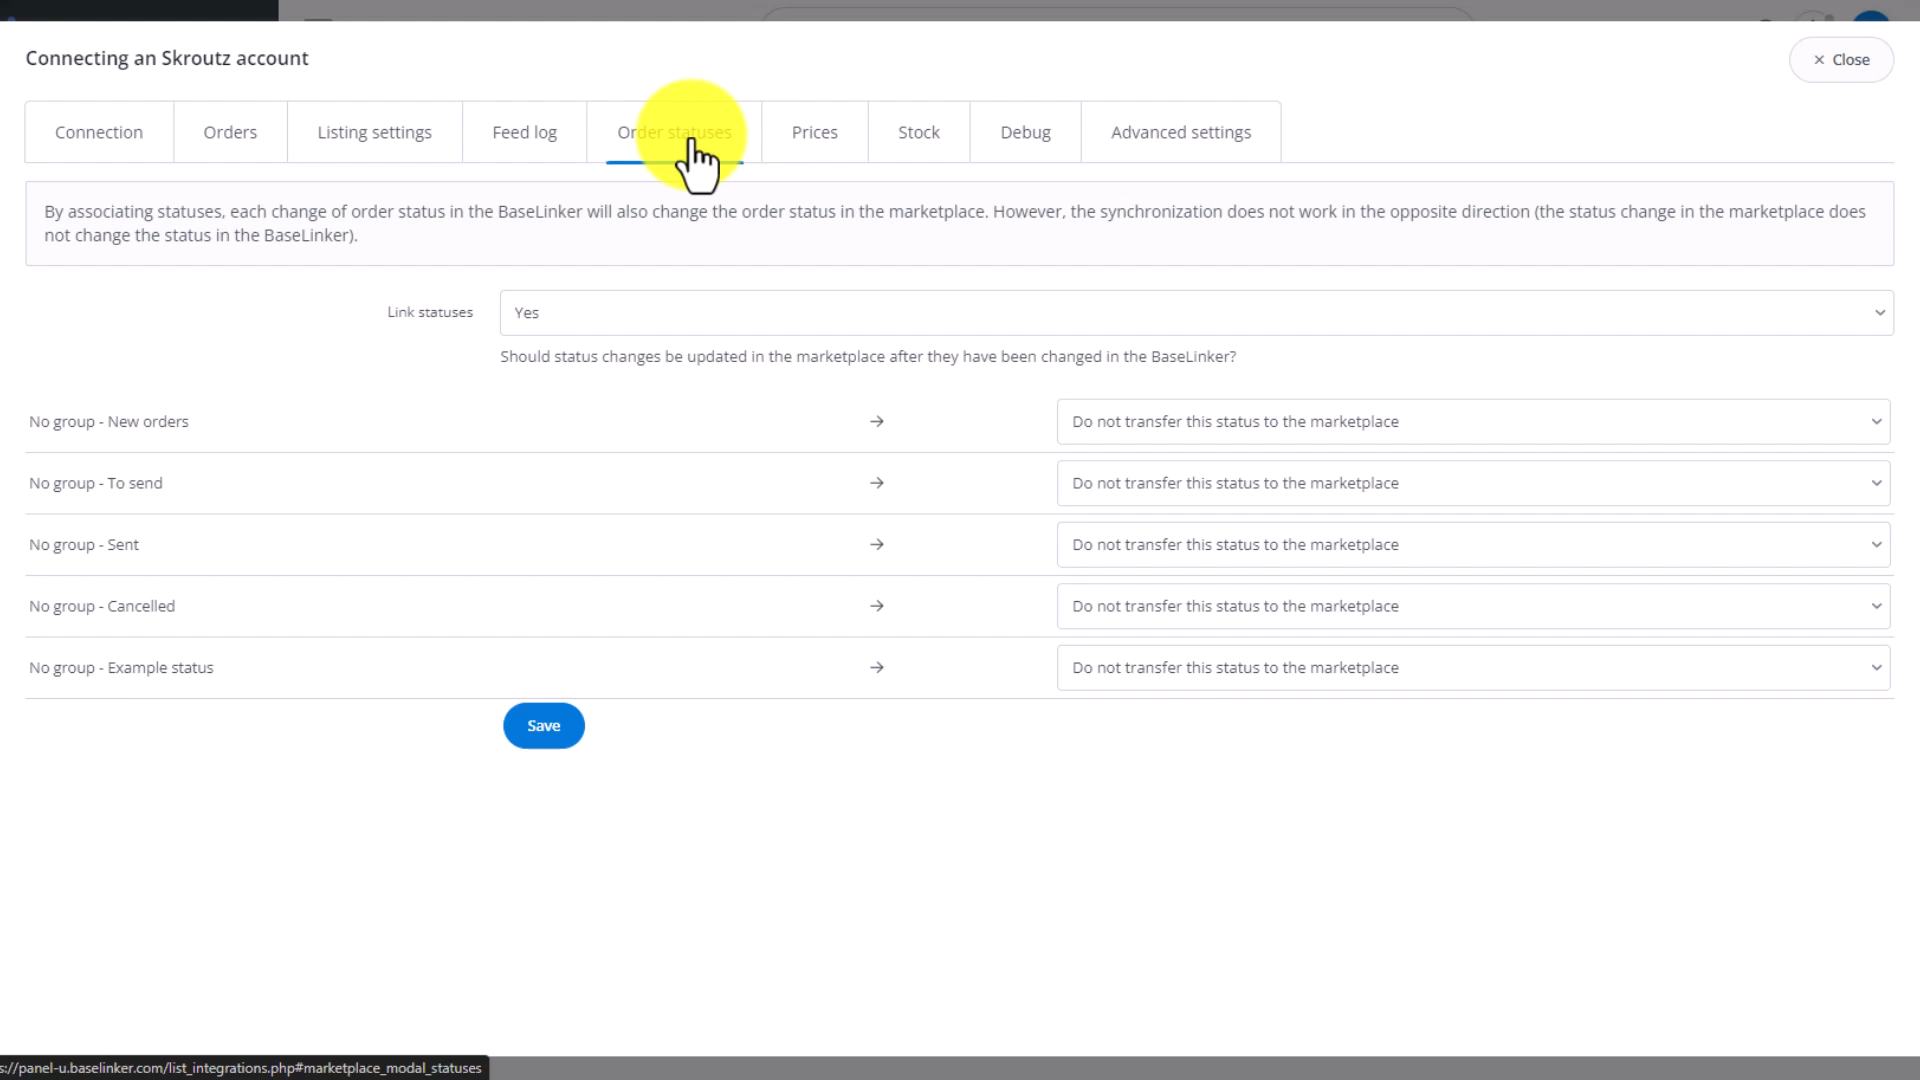 Connecting an Skroutz account
Close
Connection
Orders
Listing settings
Feed log
Order statuses
Prices
Stock
Debug
Advanced settings
By associating statuses, each change of order status in the BaseLinker will also change the order status in the marketplace. However, the synchronization does not work in the opposite direction (the status change in the marketplace does
not change the status in the BaseLinker).
Link statuses
Yes
Should status changes be updated in the marketplace after they have been changed in the BaseLinker?
No group - New orders
Do not transfer this status to the marketplace
No group - To send
Do not transfer this status to the marketplace
No group - Sent
Do not transfer this status to the marketplace
No group - Cancelled
Do not transfer this status to the marketplace
No group - Example status
Do not transfer this status to the marketplace
Save
s://panel-u.baselinker.com/list_integrations.php#marketplace_modal_statuses